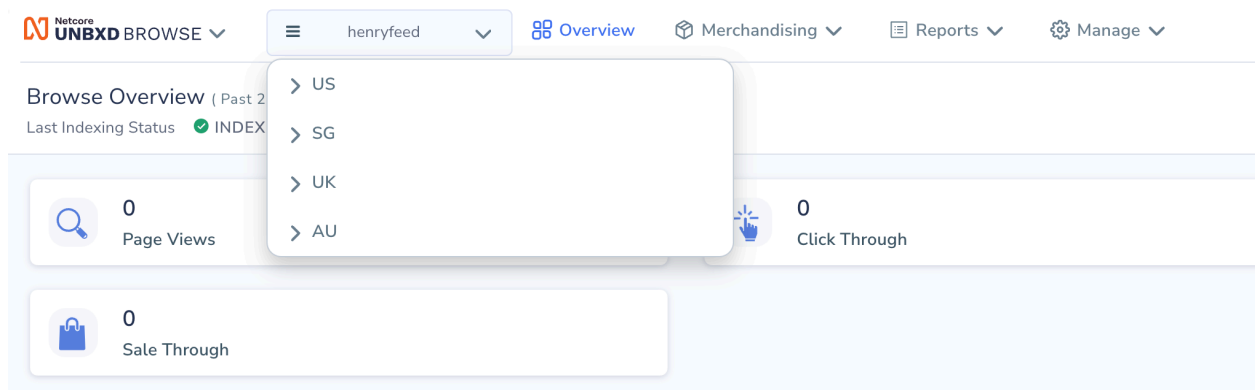 Netcore
UNBXD BROWSE
henryfeed
Overview
Merchandising
Reports
Manage
US
SG
UK
AU
Browse Overview ( Past 2
Last Indexing Status INDEX
0
Page Views
0
Click Through
0
Sale Through